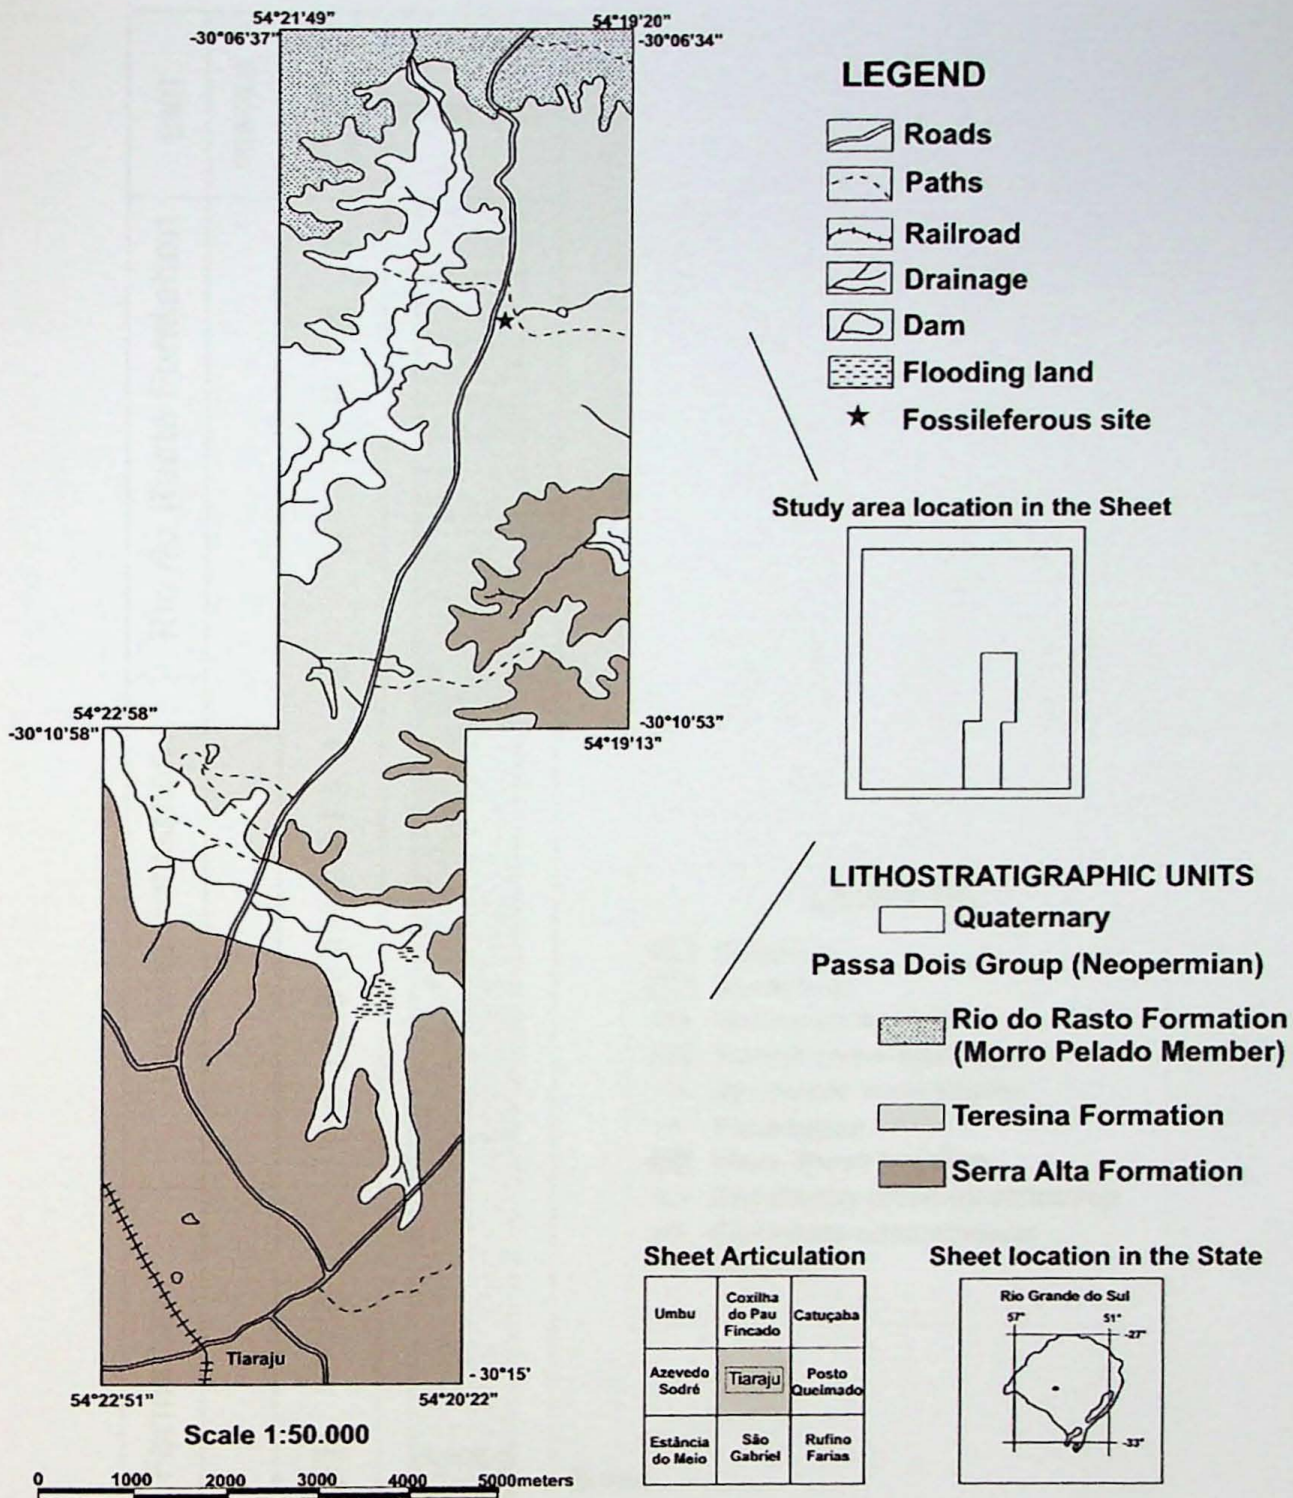 54°21'49"
54°19'20"
-30°06'37"
-30°06'34"
LEGEND
Roads
Paths
Railroad
Drainage
Dam
Flooding land
Fossileferous site
Study area location in the Sheet
54°22'58"
-30°10'58"
-30°10'53"
54°19'13"
LITHOSTRATIGRAPHIC UNITS
Quaternary
Passa Dois Group (Neopermian)
Rio do Rasto Formation
(Morro Pelado Member)
Teresina Formation
Serra Alta Formation
Tiaraju
- 30°15'
54°22'51"
54°20'22"
Scale 1:50.000
0 1000 2000 3000 4000 5000meters
Sheet Articulation
Umbu
Coxilha
do Pau
Fincado
Catuçaba
Azevedo
Sodré
Tiaraju
Posto
Queimado
Estância
do Meio
São
Gabriel
Rufino
Farias
Sheet location in the State
Rio Grande do Sul
57°
51°
-27°
-33°